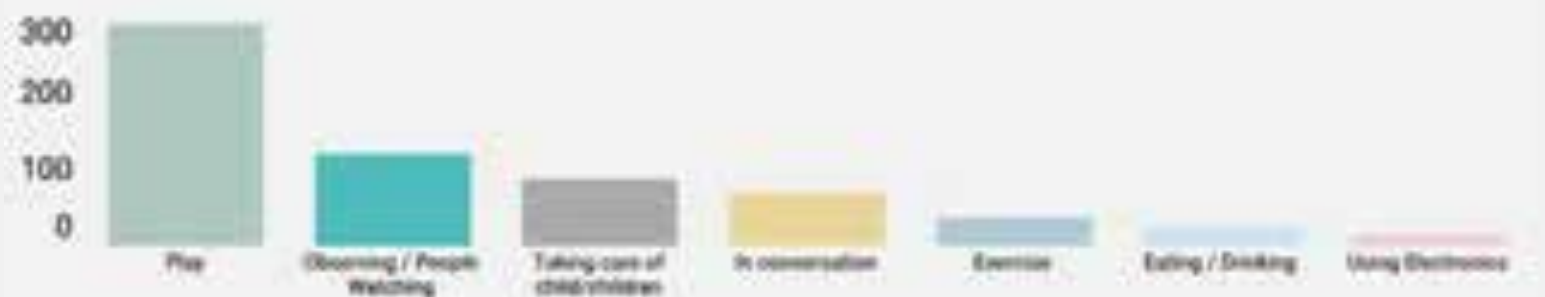 300
200
100
0
Play
Observing / People
Watching
Taking care of
child/children
In conversation
Exercise
Eating / Drinking
Using Electronics